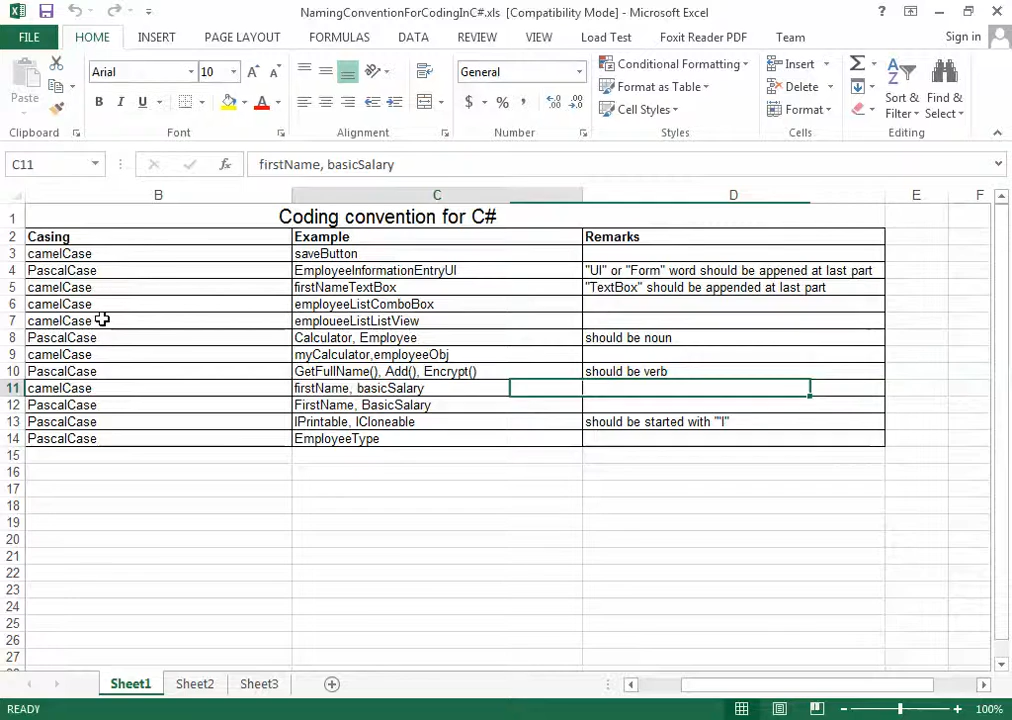 NamingConventionForCodingInC#.xls [Compatibility Mode] - Microsoft Excel
?
FILE HOME INSERT PAGE LAYOUT FORMULAS DATA REVIEW VIEW Load Test Foxit Reader PDF Team Sign in
Paste
Arial 10 A A
B I U A
General
$ % , .0 .00 .00 .0
Conditional Formatting
Format as Table
Cell Styles
Insert
Delete
Format
Σ A Z
Sort & Filter
Find & Select
Clipboard Font Alignment Number Styles Cells Editing
C11 fx firstName, basicSalary
B C D E F
1 Coding convention for C#
2 Casing Example Remarks
3 camelCase saveButton
4 PascalCase EmployeeInformationEntryUI "UI" or "Form" word should be appened at last part
5 camelCase firstNameTextBox "TextBox" should be appended at last part
6 camelCase employeeListComboBox
7 camelCase emploueeListListView
8 PascalCase Calculator, Employee should be noun
9 camelCase myCalculator,employeeObj
10 PascalCase GetFullName(), Add(), Encrypt() should be verb
11 camelCase firstName, basicSalary
12 PascalCase FirstName, BasicSalary
13 PascalCase IPrintable, ICloneable should be started with ""I"
14 PascalCase EmployeeType
15
16
17
18
19
20
21
22
23
24
25
26
27
Sheet1 Sheet2 Sheet3
READY 100%